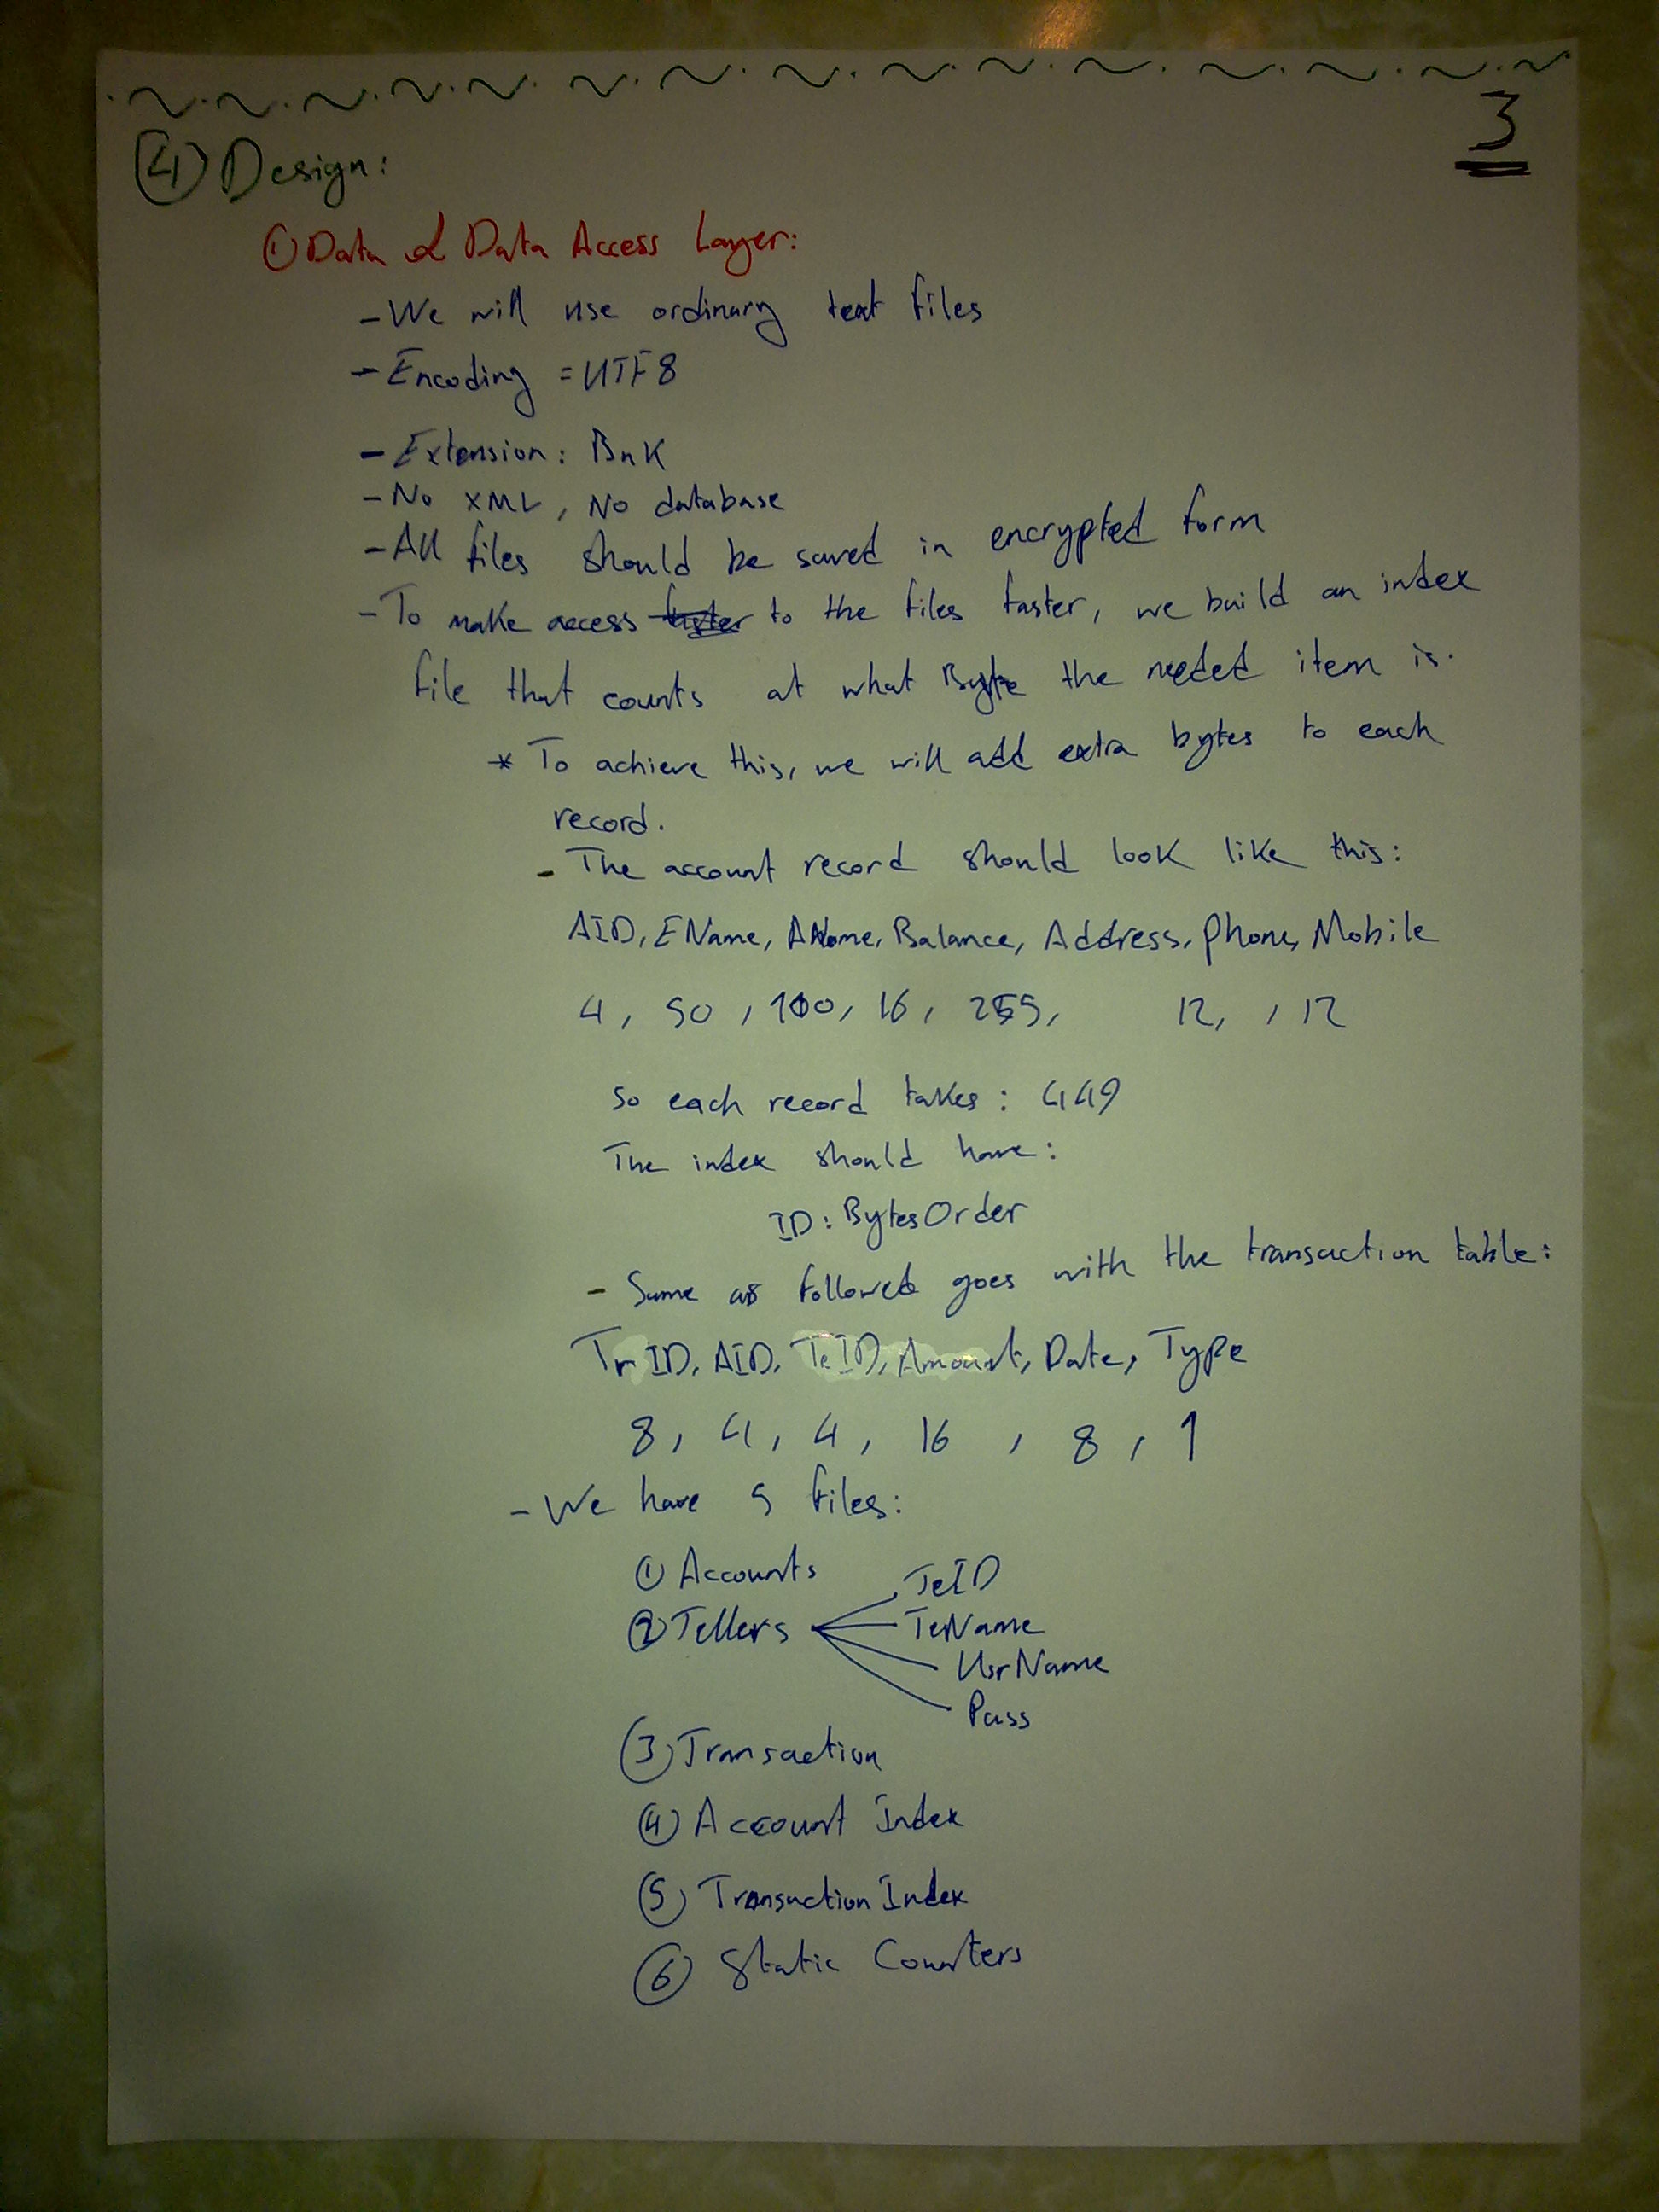 3
④ Design:
① Data & Data Access Layer:
- We will use ordinary text files
- Encoding = UTF8
- Extension: BnK
- No XML, No database
- All files should be saved in encrypted form
- To make access faster to the files faster, we build an index
file that counts at what Byte the needed item is.
* To achieve this, we will add extra bytes to each
record.
- The account record should look like this:
AID, EName, AName, Balance, Address, Phone, Mobile
4, 50, 100, 16, 255, 12, , 12
So each record takes: 449
The index should have:
ID: BytesOrder
- Same as followed goes with the transaction table:
TrID, AID, TeID, Amount, Date, Type
8, 4, 4, 16, 8, 1
- We have 5 files:
① Accounts
② Tellers
TeID
TeName
UsrName
Pass
③ Transaction
④ Account Index
⑤ Transaction Index
⑥ Static Counters